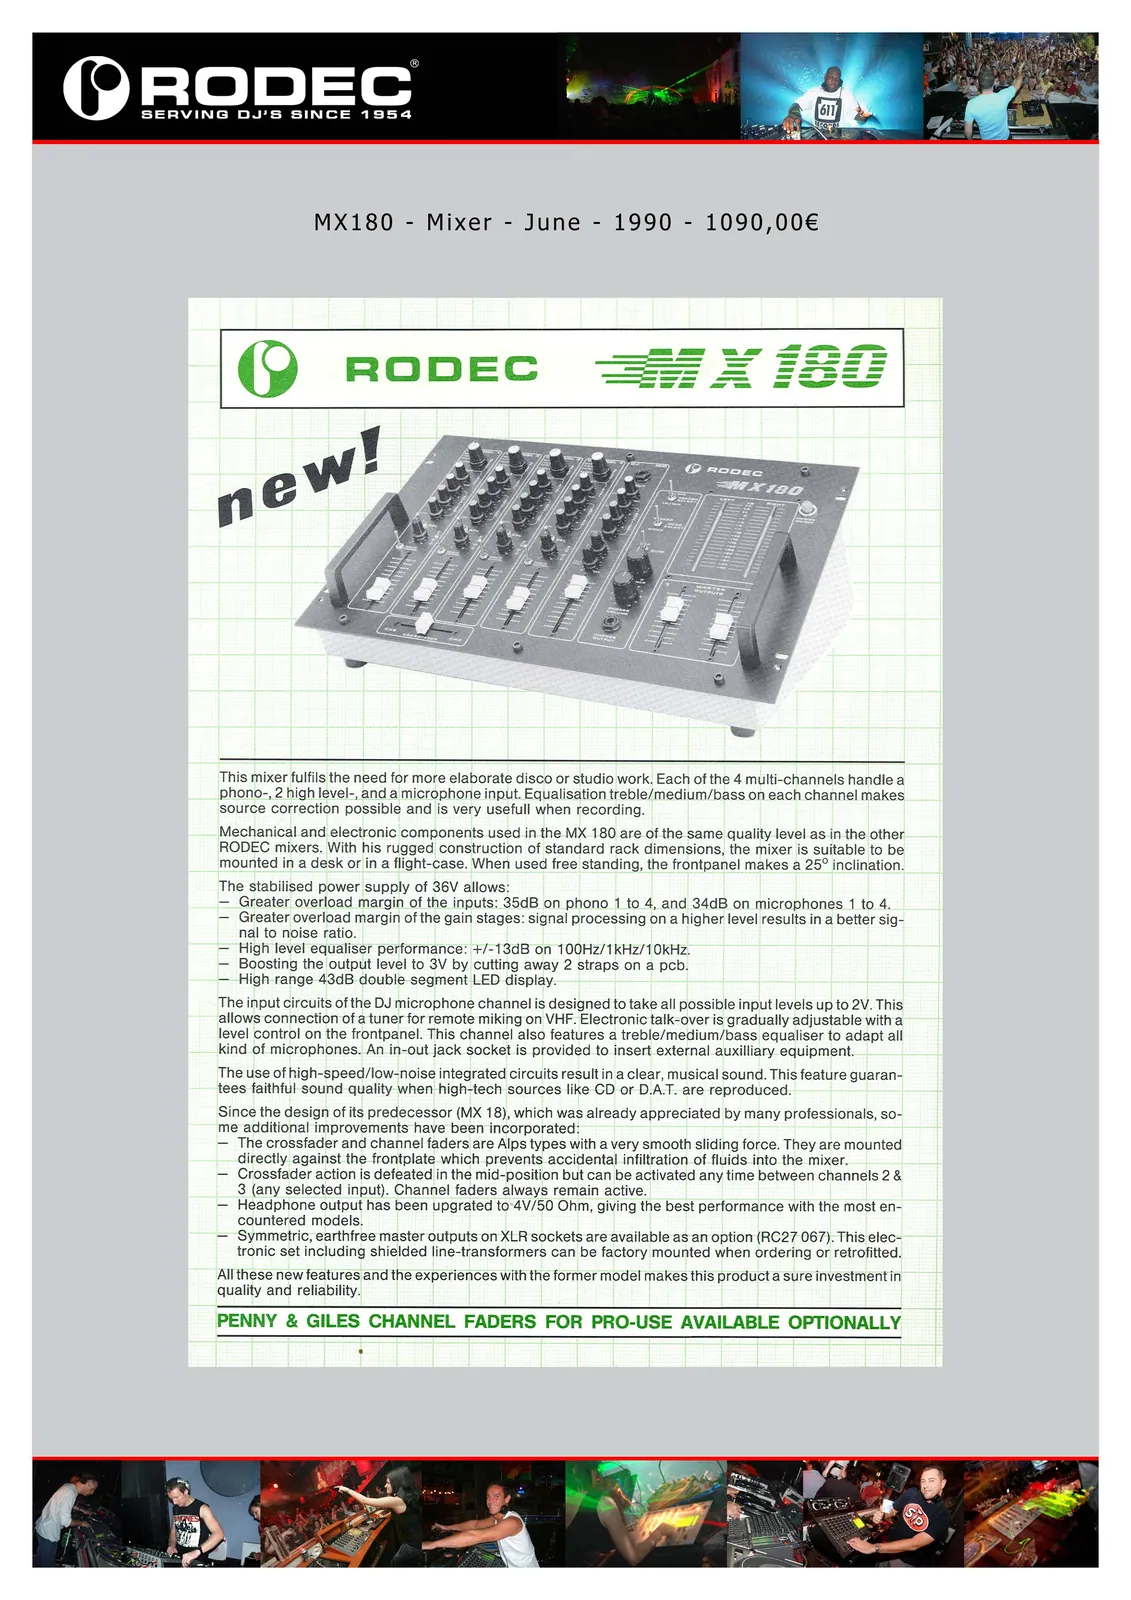 RODEC®
SERVING DJ'S SINCE 1954
611
MX180 - Mixer - June - 1990 - 1090,00€
RODEC MX 180
new!
RODEC
MX180
MASTER
OUTPUTS
This mixer fulfils the need for more elaborate disco or studio work. Each of the 4 multi-channels handle a
phono-, 2 high level-, and a microphone input. Equalisation treble/medium/bass on each channel makes
source correction possible and is very usefull when recording.
Mechanical and electronic components used in the MX 180 are of the same quality level as in the other
RODEC mixers. With his rugged construction of standard rack dimensions, the mixer is suitable to be
mounted in a desk or in a flight-case. When used free standing, the frontpanel makes a 25° inclination.
The stabilised power supply of 36V allows:
— Greater overload margin of the inputs: 35dB on phono 1 to 4, and 34dB on microphones 1 to 4.
— Greater overload margin of the gain stages: signal processing on a higher level results in a better sig-
nal to noise ratio.
— High level equaliser performance: +/-13dB on 100Hz/1kHz/10kHz.
— Boosting the output level to 3V by cutting away 2 straps on a pcb.
— High range 43dB double segment LED display.
The input circuits of the DJ microphone channel is designed to take all possible input levels up to 2V. This
allows connection of a tuner for remote miking on VHF. Electronic talk-over is gradually adjustable with a
level control on the frontpanel. This channel also features a treble/medium/bass equaliser to adapt all
kind of microphones. An in-out jack socket is provided to insert external auxilliary equipment.
The use of high-speed/low-noise integrated circuits result in a clear, musical sound. This feature guaran-
tees faithful sound quality when high-tech sources like CD or D.A.T. are reproduced.
Since the design of its predecessor (MX 18), which was already appreciated by many professionals, so-
me additional improvements have been incorporated:
— The crossfader and channel faders are Alps types with a very smooth sliding force. They are mounted
directly against the frontplate which prevents accidental infiltration of fluids into the mixer.
— Crossfader action is defeated in the mid-position but can be activated any time between channels 2 &
3 (any selected input). Channel faders always remain active.
— Headphone output has been upgrated to 4V/50 Ohm, giving the best performance with the most en-
countered models.
— Symmetric, earthfree master outputs on XLR sockets are available as an option (RC27 067). This elec-
tronic set including shielded line-transformers can be factory mounted when ordering or retrofitted.
All these new features and the experiences with the former model makes this product a sure investment in
quality and reliability.
PENNY & GILES CHANNEL FADERS FOR PRO-USE AVAILABLE OPTIONALLY